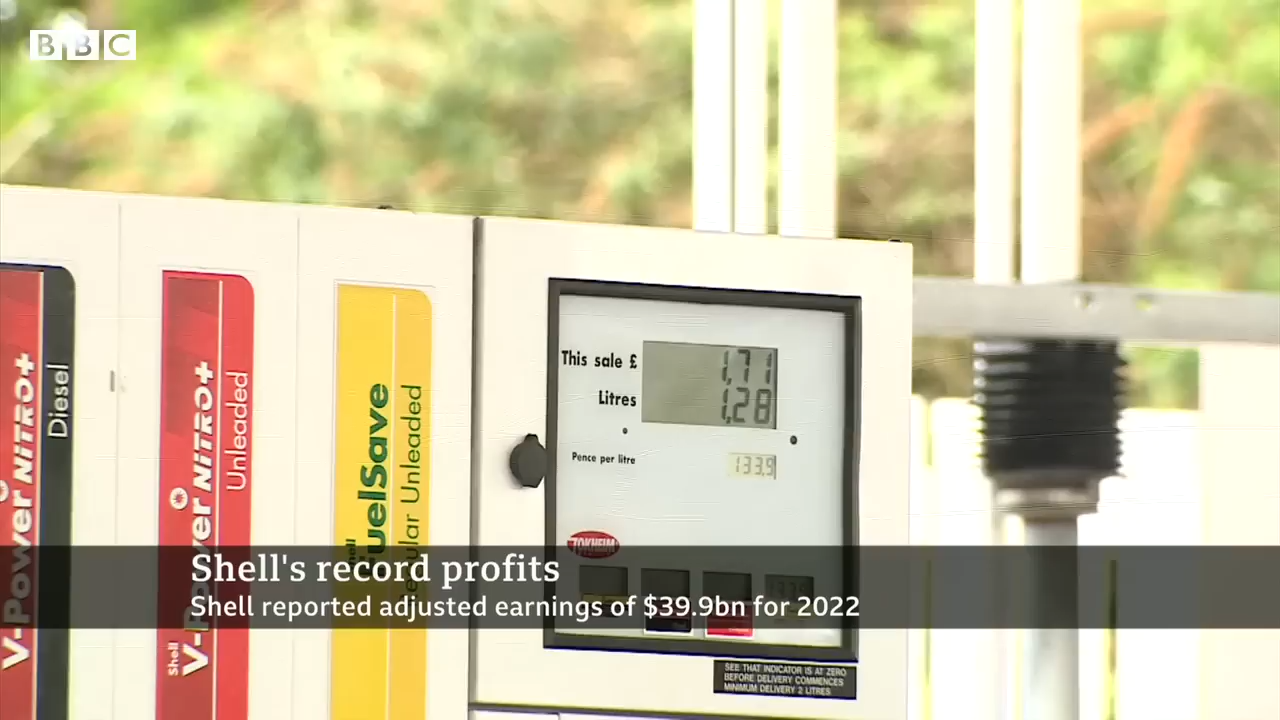 BBC
V-Power NiTRO+
Diesel
Shell
V-Power NiTRO+
Unleaded
Shell
FuelSave
Regular Unleaded
This sale £ 1,71
Litres 1,28
Pence per litre 133.9
TOKHEIM
Shell's record profits
Shell reported adjusted earnings of $39.9bn for 2022
SEE THAT INDICATOR IS AT ZERO
BEFORE DELIVERY COMMENCES
MINIMUM DELIVERY 2 LITRES